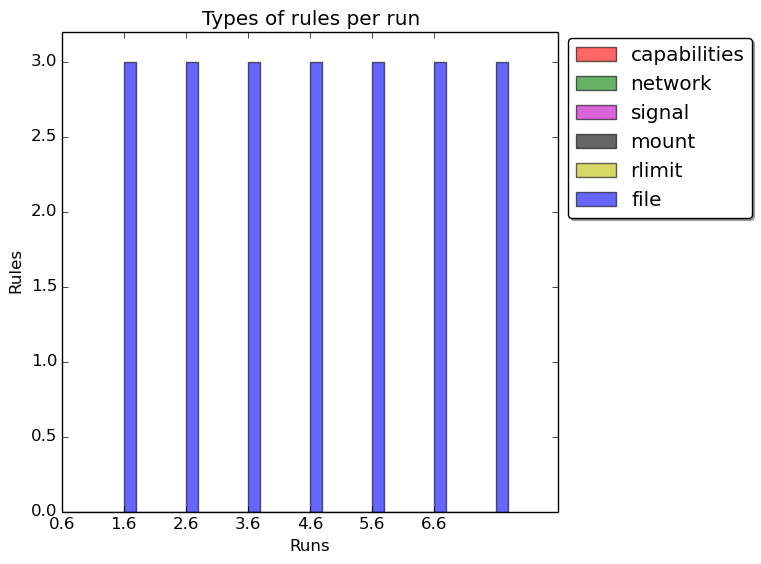 Types of rules per run
3.0
2.5
2.0
1.5
1.0
0.5
0.0
Rules
0.6 1.6 2.6 3.6 4.6 5.6 6.6
Runs
capabilities
network
signal
mount
rlimit
file